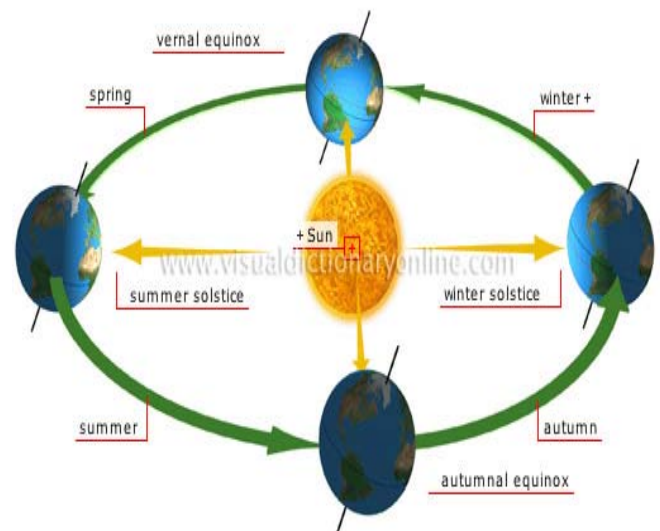 vernal equinox
spring
winter +
+ Sun
www.visualdictionaryonline.com
summer solstice
winter solstice
summer
autumn
autumnal equinox